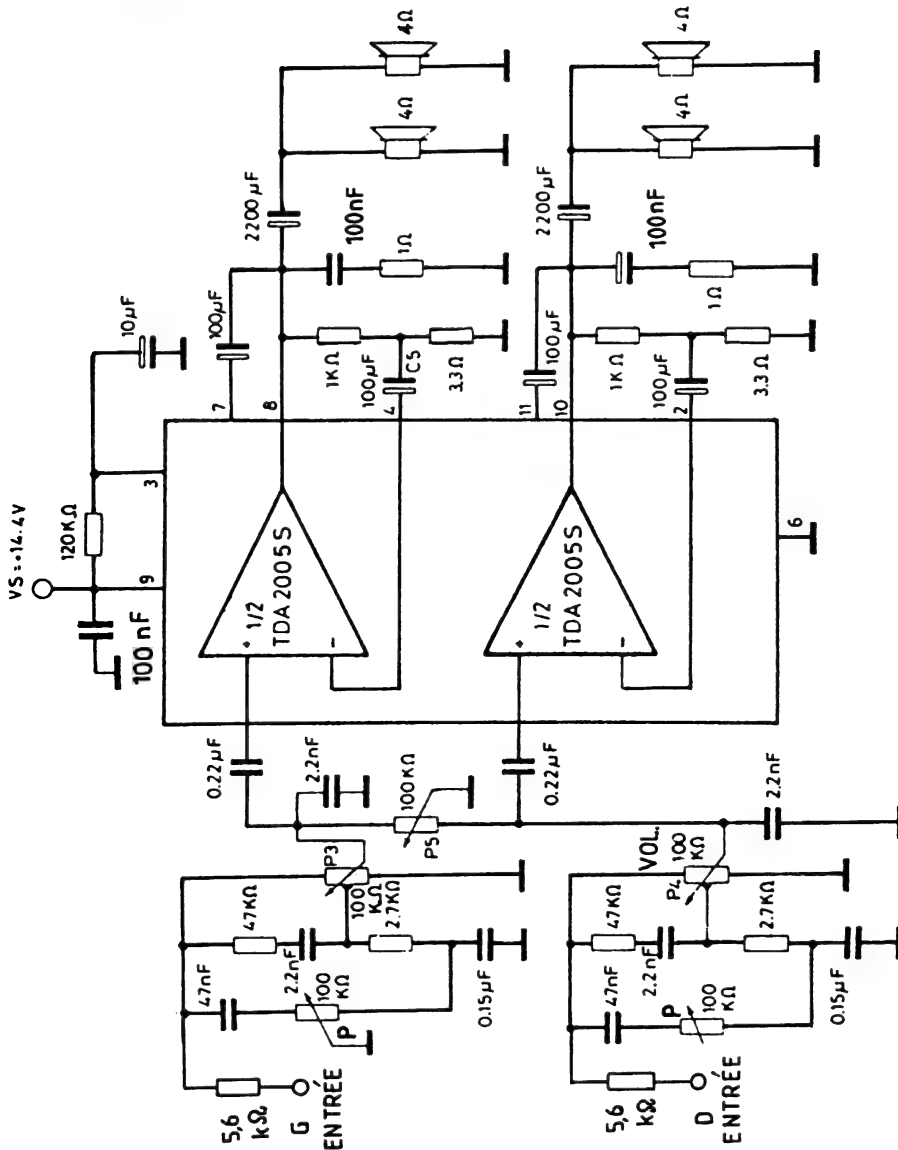 VS=+14.4V
120KΩ
10µF
100 nF
9
3
7
100µF
8
2200µF
4Ω
4Ω
100nF
1Ω
1KΩ
100µF
C5
4
3.3Ω
+
1/2
TDA2005S
-
0.22µF
2.2nF
100KΩ
P5
P3
100
KΩ
47KΩ
2.7KΩ
47nF
2.2nF
100
KΩ
P
0.15µF
5,6
kΩ
G
ENTRÉE
11
100µF
10
2200µF
4Ω
4Ω
100nF
1Ω
1KΩ
100µF
2
3.3Ω
+
1/2
TDA2005S
-
6
0.22µF
2.2nF
VOL.
100
KΩ
P4
47KΩ
2.7KΩ
47nF
2.2nF
P
100
KΩ
0.15µF
5,6
kΩ
D
ENTRÉE